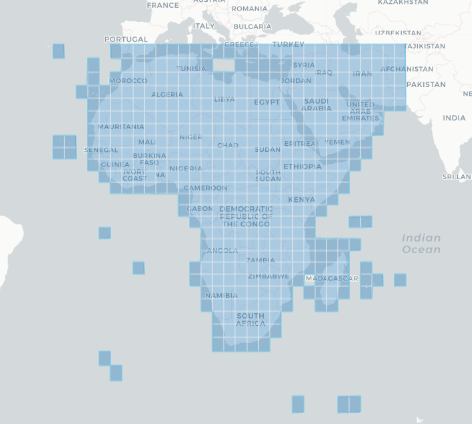 AUSTRIA
KAZAKHSTAN
FRANCE
ROMANIA
ITALY
BULGARIA
UZBEKISTAN
PORTUGAL
GREECE
TURKEY
TAJIKISTAN
TUNISIA
SYRIA
AFGHANISTAN
MOROCCO
IRAQ
IRAN
JORDAN
PAKISTAN
ALGERIA
LIBYA
EGYPT
SAUDI
ARABIA
UNITED
ARAB
EMIRATES
INDIA
MAURITANIA
MALI
NIGER
CHAD
SUDAN
ERITREA
YEMEN
SENEGAL
BURKINA
FASO
GUINEA
NIGERIA
ETHIOPIA
SOUTH
SUDAN
IVORY
COAST
CAMEROON
SRI LAN
KENYA
GABON
DEMOCRATIC
REPUBLIC OF
THE CONGO
Indian
Ocean
ANGOLA
ZAMBIA
ZIMBABWE
MADAGASCAR
NAMIBIA
SOUTH
AFRICA